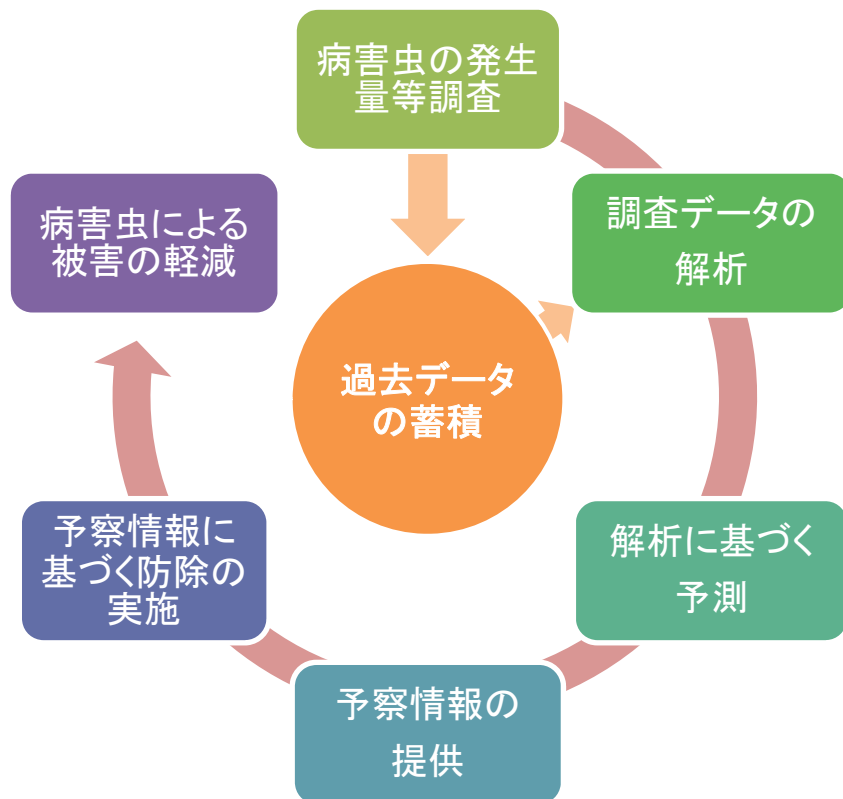 病害虫の発生
量等調査
調査データの
解析
解析に基づく
予測
予察情報の
提供
予察情報に
基づく防除の
実施
病害虫による
被害の軽減
過去データ
の蓄積